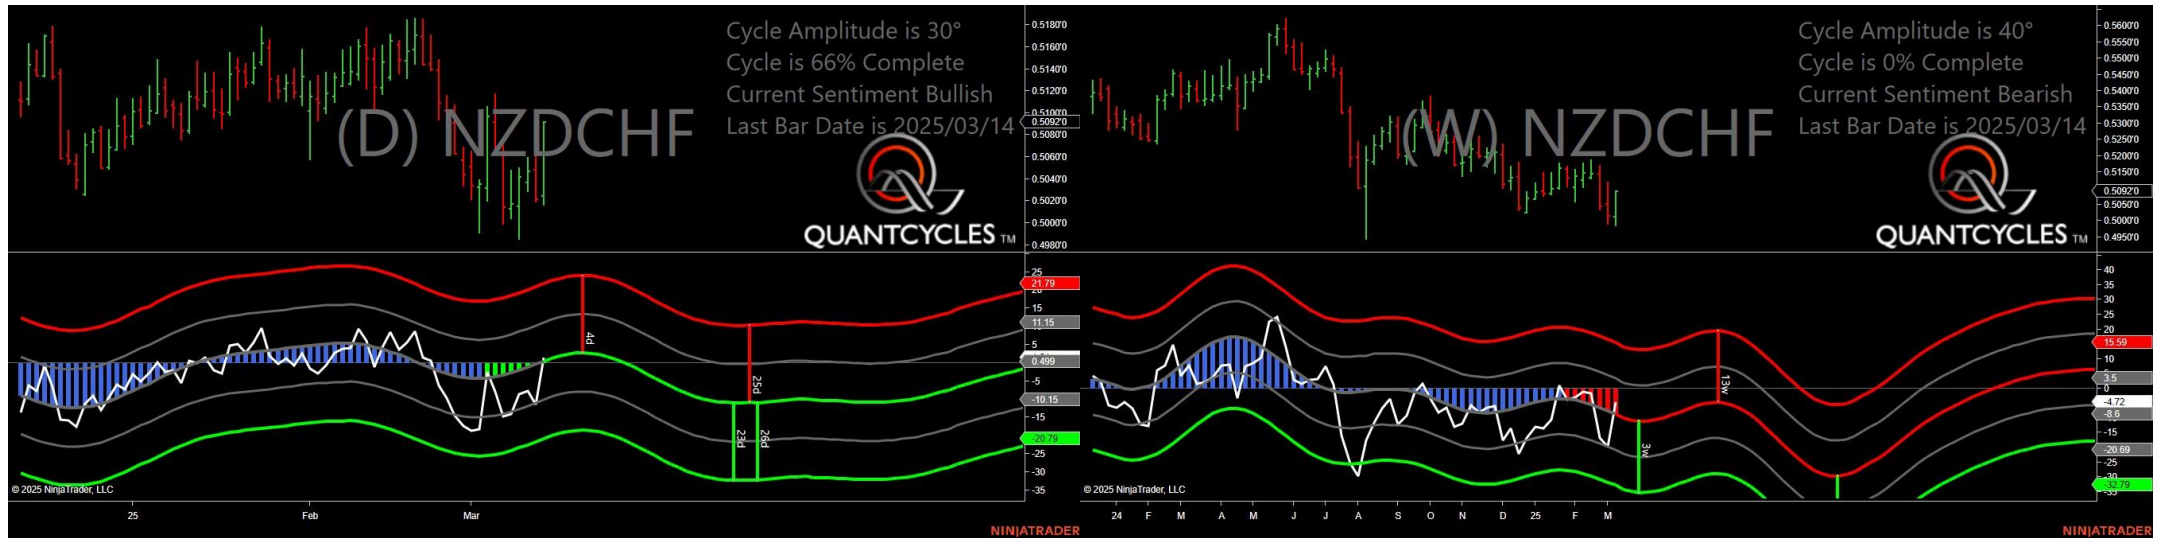 Cycle Amplitude is 30°
Cycle is 66% Complete
Current Sentiment Bullish
Last Bar Date is 2025/03/14
(D) NZDCHF
QUANTCYCLES TM
0.5180'0
0.5160'0
0.5140'0
0.5120'0
0.5100'0
0.5092'0
0.5080'0
0.5060'0
0.5040'0
0.5020'0
0.5000'0
0.4980'0
25
21.79
15
11.15
5
0.499
-5
-10.15
-15
-20.79
-25
-30
-35
4d
25d
23d
26d
© 2025 NinjaTrader, LLC
25 Feb Mar
NINJATRADER
Cycle Amplitude is 40°
Cycle is 0% Complete
Current Sentiment Bearish
Last Bar Date is 2025/03/14
(W) NZDCHF
QUANTCYCLES TM
0.5600'0
0.5550'0
0.5500'0
0.5450'0
0.5400'0
0.5350'0
0.5300'0
0.5250'0
0.5200'0
0.5150'0
0.5092'0
0.5050'0
0.5000'0
0.4950'0
40
35
30
25
20
15.59
10
3.5
0
-4.72
-8.6
-15
-20.69
-25
-32.79
13w
3w
© 2025 NinjaTrader, LLC
24 F M A M J J A S O N D 25 F M
NINJATRADER